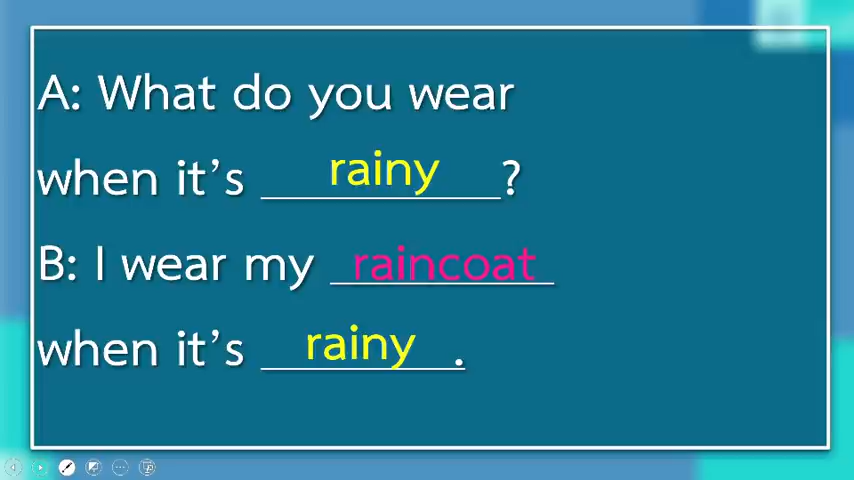 A: What do you wear
when it's rainy?
B: I wear my raincoat
when it's rainy.